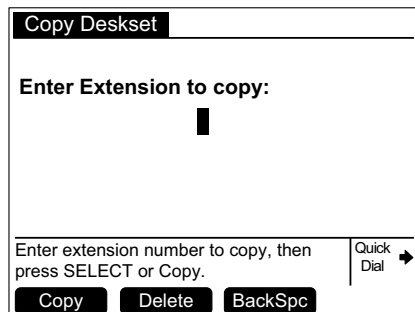 Copy Deskset
Enter Extension to copy:
Enter extension number to copy, then
press SELECT or Copy.
Quick
Dial
Copy Delete BackSpc